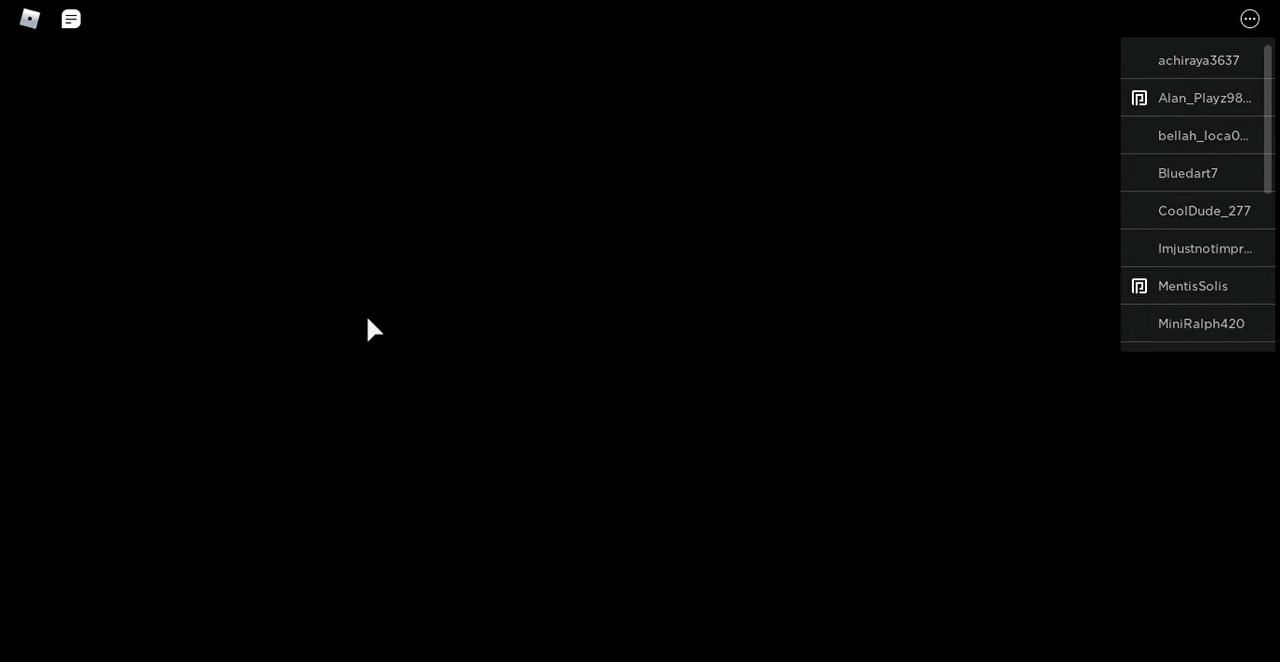 achiraya3637
Alan_Playz98...
bellah_loca0...
Bluedart7
CoolDude_277
Imjustnotimpr...
MentisSolis
MiniRalph420